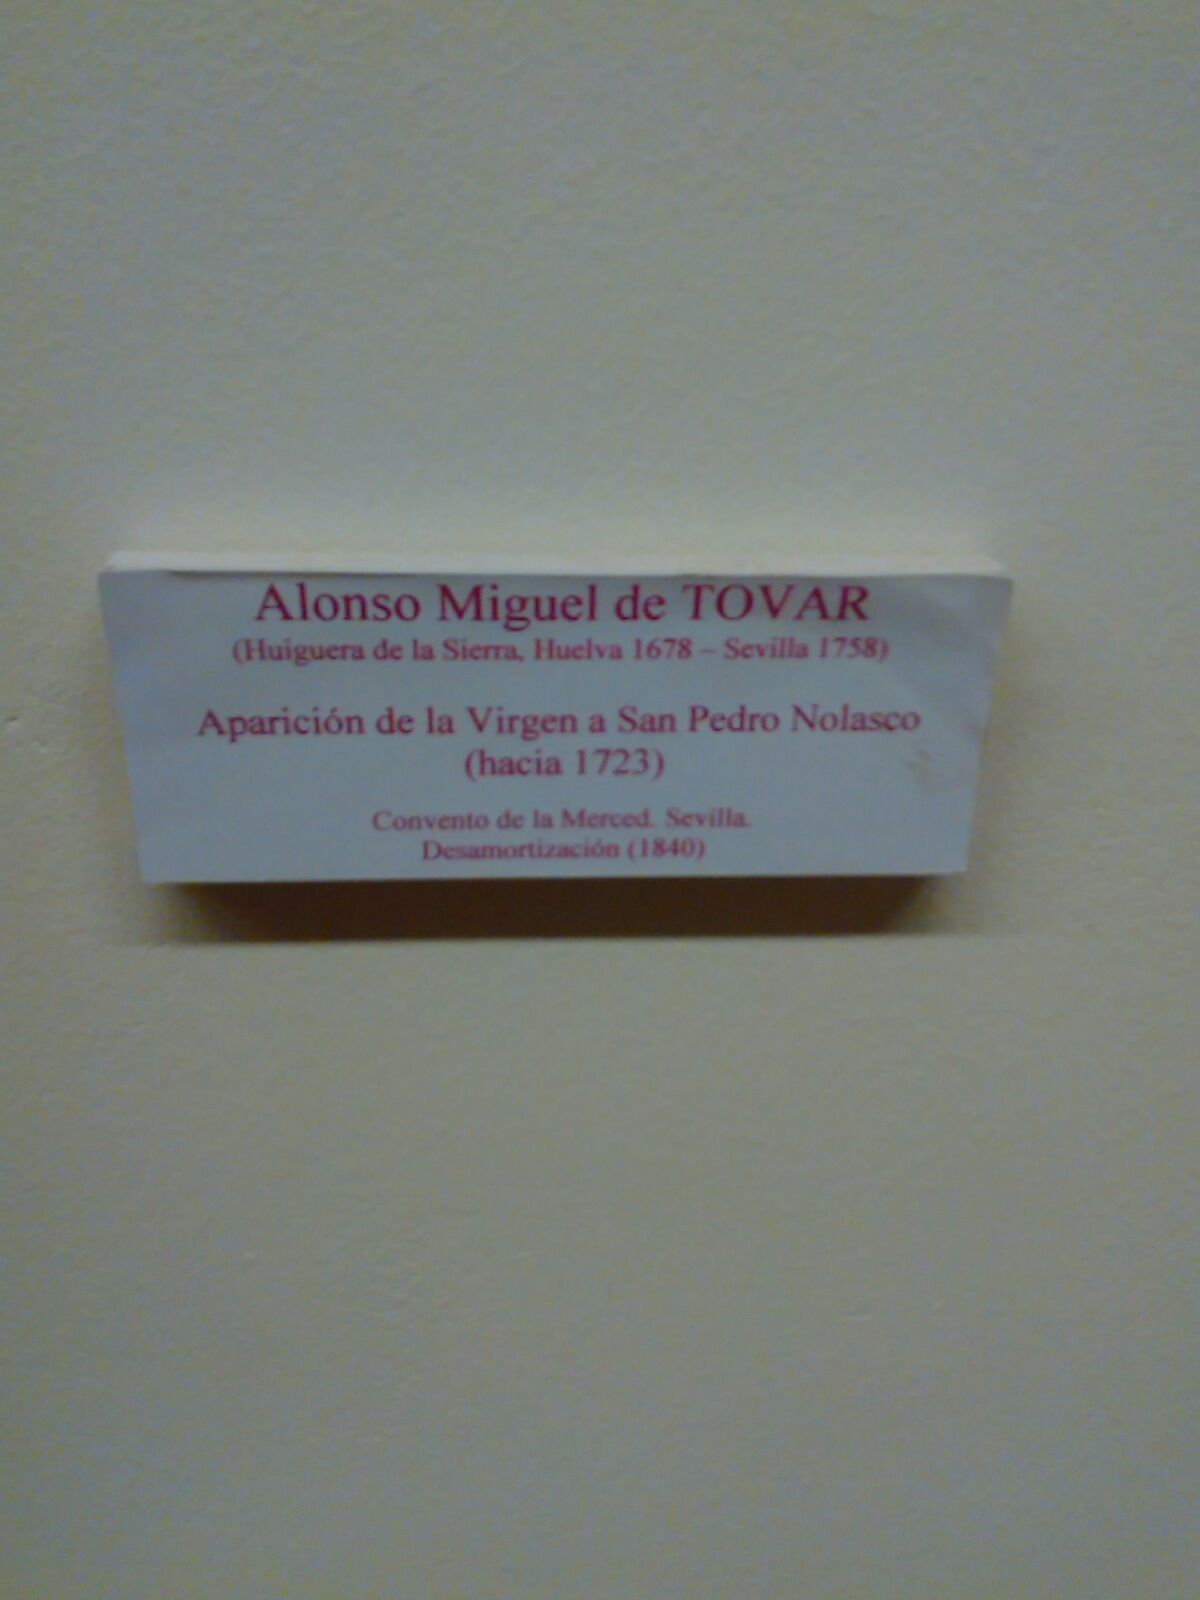 Alonso Miguel de TOVAR
(Huiguera de la Sierra, Huelva 1678 – Sevilla 1758)
Aparición de la Virgen a San Pedro Nolasco
(hacia 1723)
Convento de la Merced. Sevilla.
Desamortización (1840)